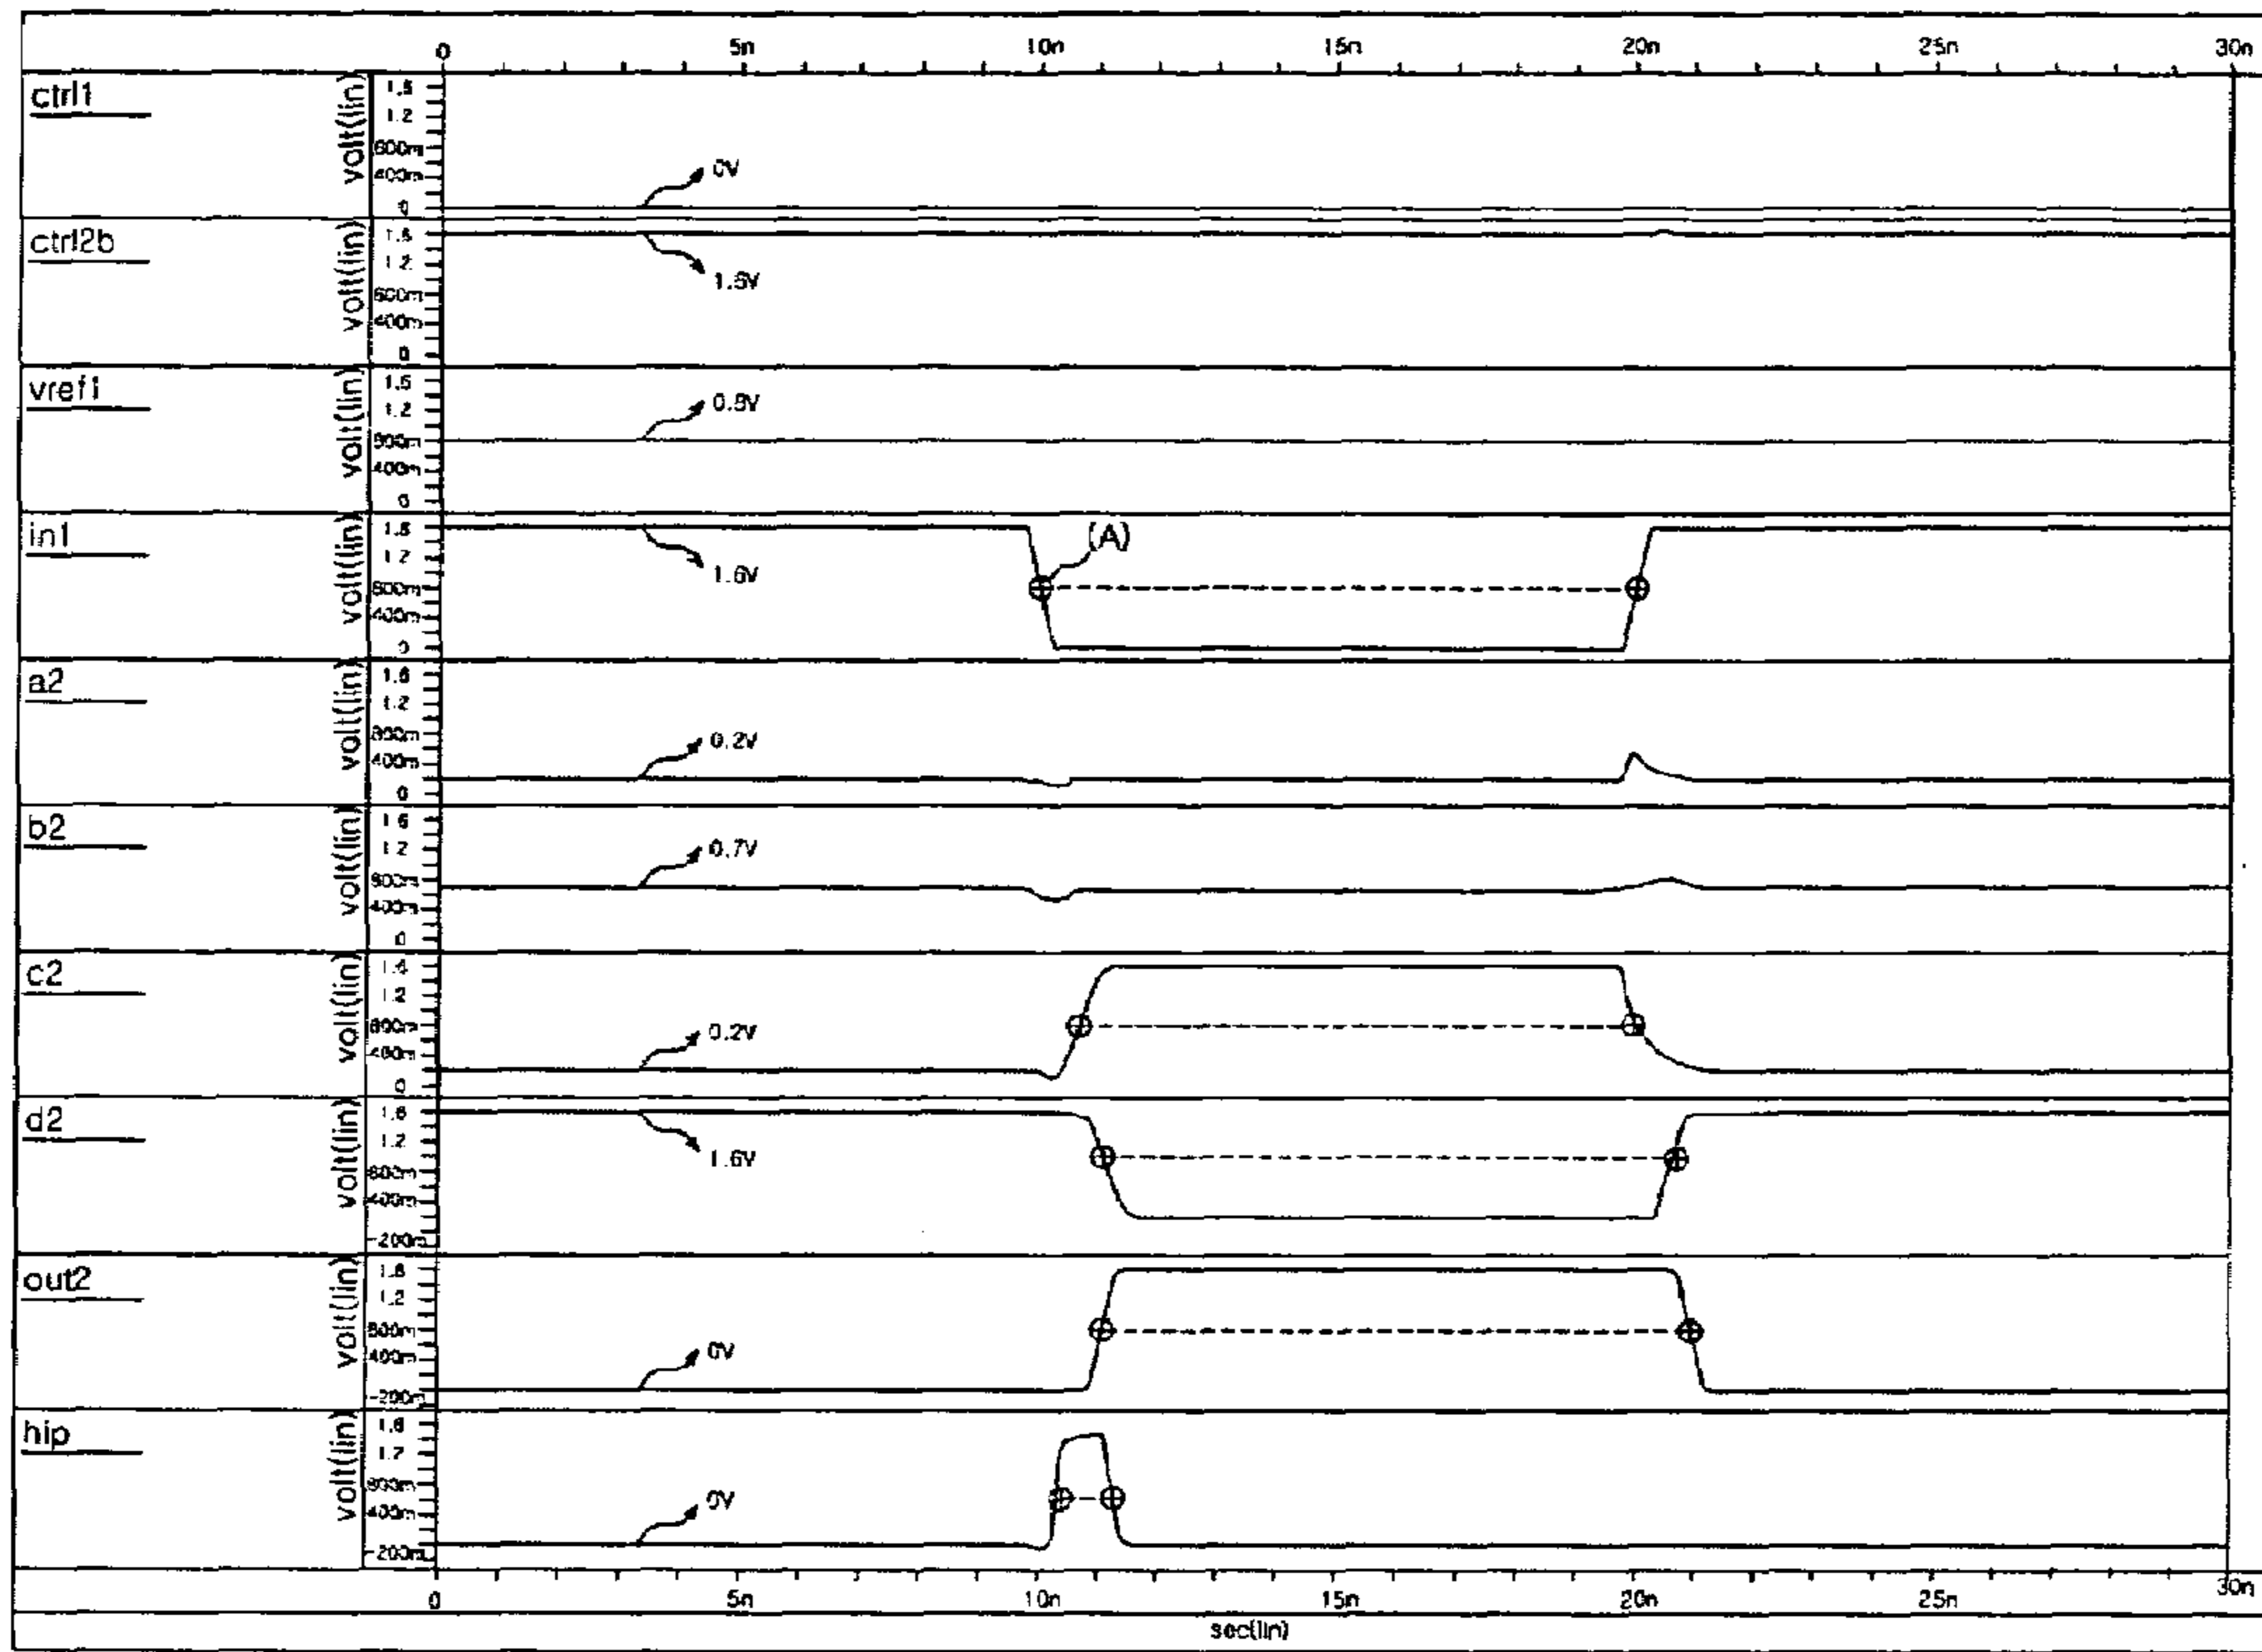 0 5n 10n 15n 20n 25n 30n
ctrl1
volt(lin)
1.6
1.2
800m
400m
0
0V
ctrl2b
volt(lin)
1.6
1.2
800m
400m
0
1.6V
vref1
volt(lin)
1.6
1.2
800m
400m
0
0.8V
in1
volt(lin)
1.6
1.2
800m
400m
0
1.6V
(A)
a2
volt(lin)
1.6
1.2
800m
400m
0
0.2V
b2
volt(lin)
1.6
1.2
800m
400m
0
0.7V
c2
volt(lin)
1.6
1.2
800m
400m
0
0.2V
d2
volt(lin)
1.6
1.2
800m
400m
-200m
1.6V
out2
volt(lin)
1.6
1.2
800m
400m
-200m
0V
hip
volt(lin)
1.6
1.2
800m
400m
-200m
0V
0 5n 10n 15n 20n 25n 30n
sec(lin)